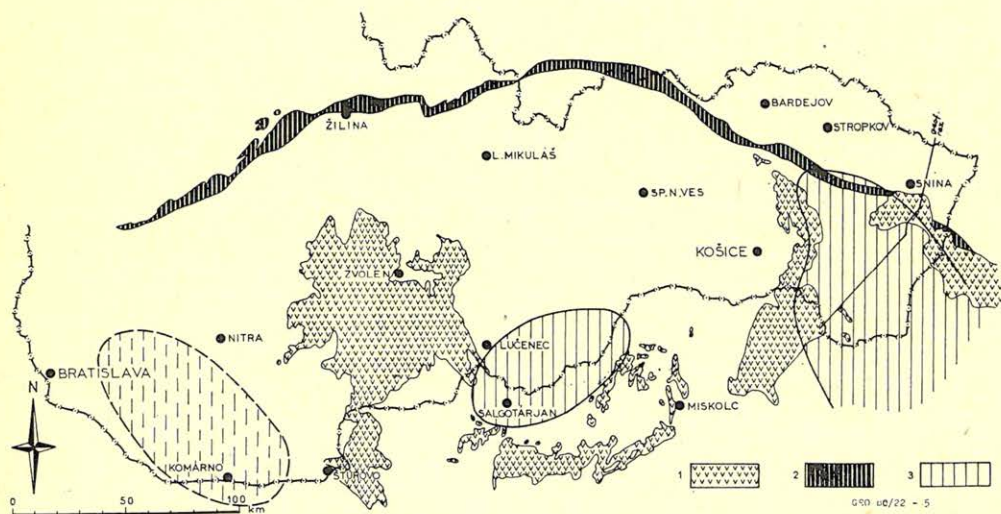 BARDEJOV
STROPKOV
ŽILINA
L.MIKULÁŠ
SP.N.VES
SNINA
KOŠICE
ZVOLEN
NITRA
LUČENEC
BRATISLAVA
N
SALGOTARJAN
MISKOLC
KOMÁRNO
ŠTÚROVO
1
2
3
0 50 100
km